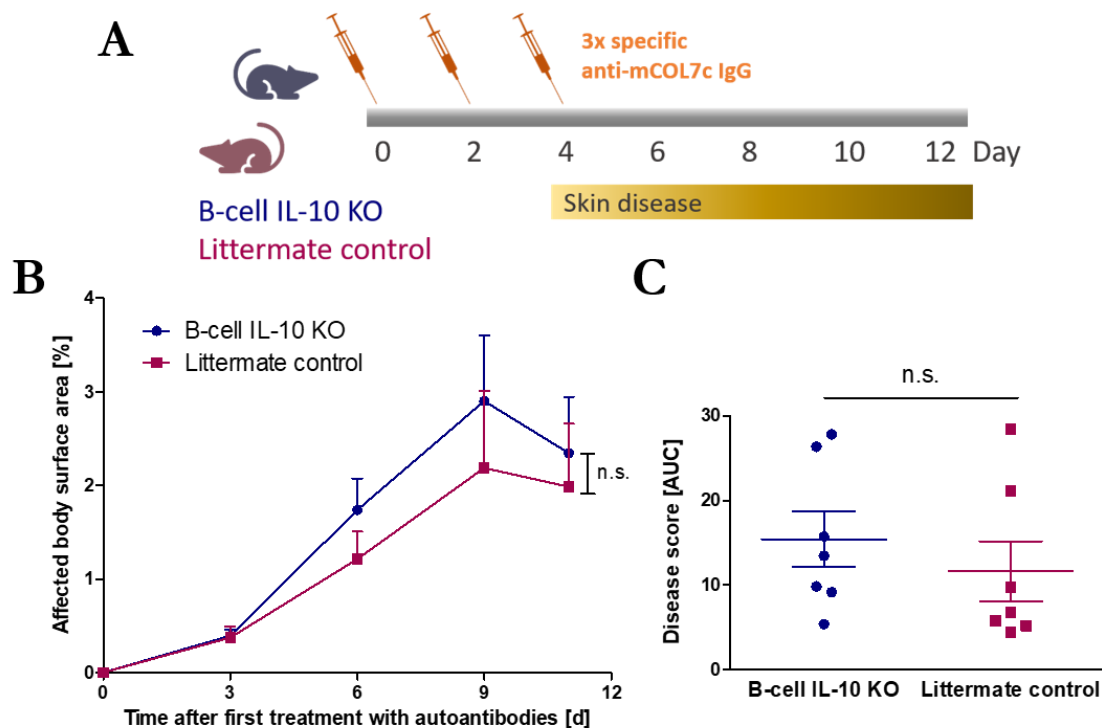 A
3x specific
anti-mCOL7c IgG
0 2 4 6 8 10 12 Day
Skin disease
B-cell IL-10 KO
Littermate control
B
4
3
2
1
0
Affected body surface area [%]
B-cell IL-10 KO
Littermate control
n.s.
0 3 6 9 12
Time after first treatment with autoantibodies [d]
C
n.s.
30
20
10
0
Disease score [AUC]
B-cell IL-10 KO Littermate control